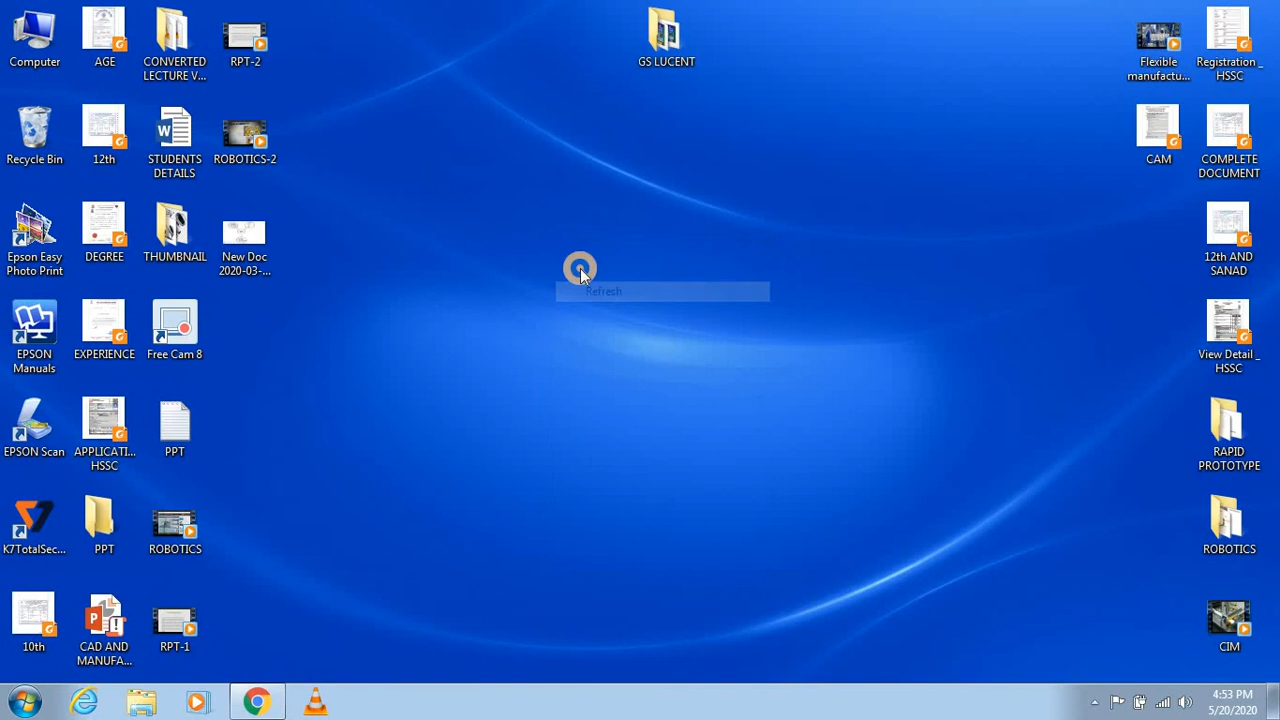 Computer
AGE
CONVERTED
LECTURE V...
RPT-2
GS LUCENT
Flexible
manufactu...
Registration _
HSSC
Recycle Bin
12th
STUDENTS
DETAILS
ROBOTICS-2
CAM
COMPLETE
DOCUMENT
Epson Easy
Photo Print
DEGREE
THUMBNAIL
New Doc
2020-03-...
12th AND
SANAD
Refresh
EPSON
Manuals
EXPERIENCE
Free Cam 8
View Detail _
HSSC
EPSON Scan
APPLICATI...
HSSC
PPT
RAPID
PROTOTYPE
K7TotalSec...
PPT
ROBOTICS
ROBOTICS
10th
CAD AND
MANUFA...
RPT-1
CIM
4:53 PM
5/20/2020